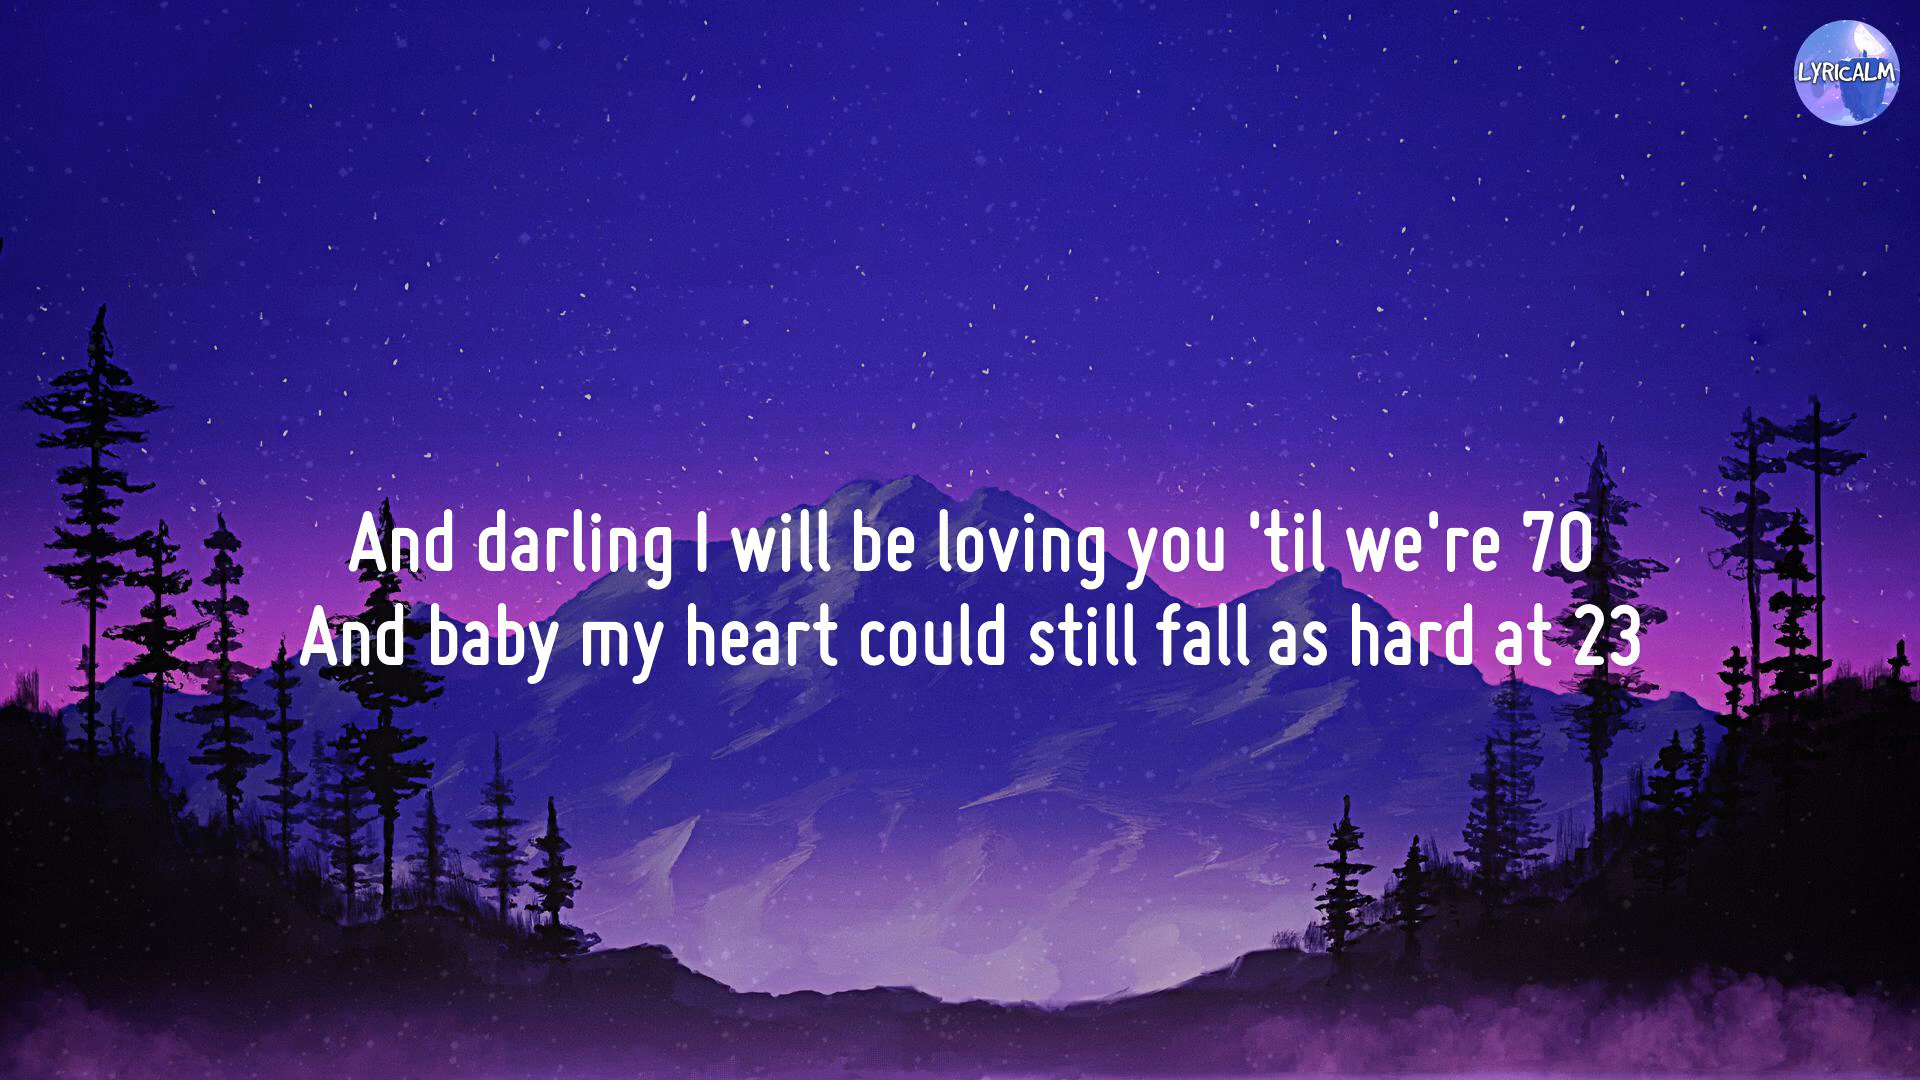 LYRICALM
And darling I will be loving you 'til we're 70
And baby my heart could still fall as hard at 23